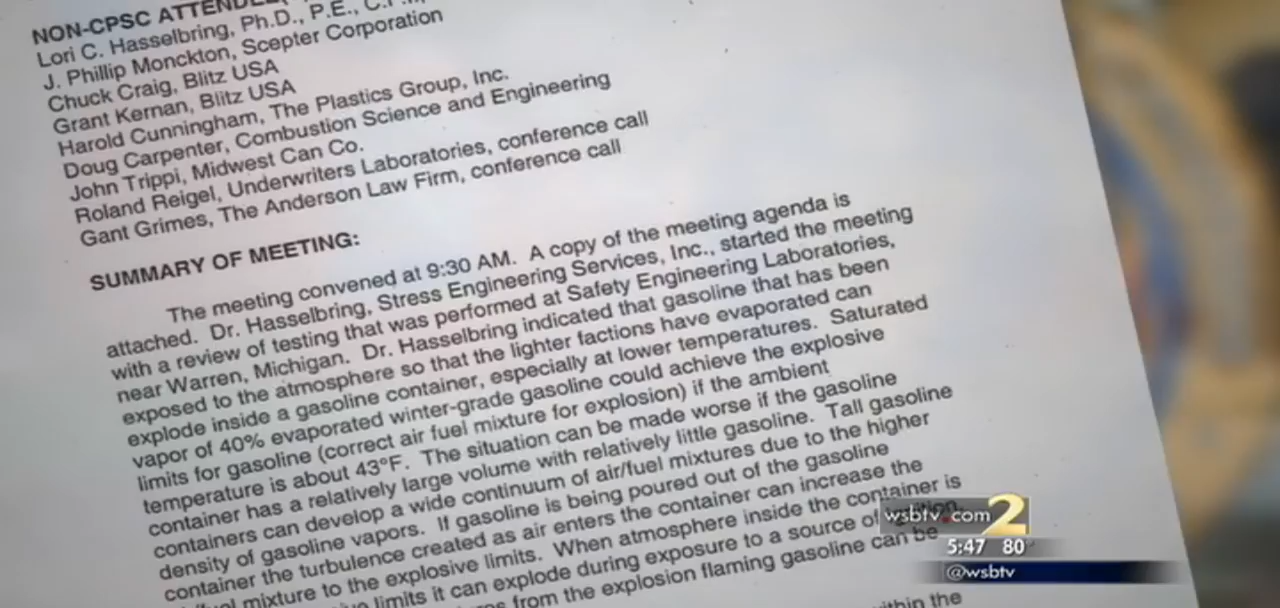 NON-CPSC
Lori C. Hasselbring, Ph.D., P.E.,
J. Phillip Monckton, Scepter Corporation
Chuck Craig, Blitz USA
Grant Kernan, Blitz USA
Harold Cunningham, The Plastics Group, Inc.
Doug Carpenter, Combustion Science and Engineering
John Trippi, Midwest Can Co.
Roland Reigel, Underwriters Laboratories, conference call
Gant Grimes, The Anderson Law Firm, conference call
SUMMARY OF MEETING:
The meeting convened at 9:30 AM. A copy of the meeting agenda is
attached. Dr. Hasselbring, Stress Engineering Services, Inc., started the meeting
with a review of testing that was performed at Safety Engineering Laboratories,
near Warren, Michigan. Dr. Hasselbring indicated that gasoline that has been
exposed to the atmosphere so that the lighter factions have evaporated can
explode inside a gasoline container, especially at lower temperatures. Saturated
vapor of 40% evaporated winter-grade gasoline could achieve the explosive
limits for gasoline (correct air fuel mixture for explosion) if the ambient
temperature is about 43°F. The situation can be made worse if the gasoline
container has a relatively large volume with relatively little gasoline. Tall gasoline
containers can develop a wide continuum of air/fuel mixtures due to the higher
density of gasoline vapors. If gasoline is being poured out of the gasoline
container the turbulence created as air enters the container can increase the
mixture to the explosive limits. When atmosphere inside the container is
limits it can explode during exposure to a source of
from the explosion flaming gasoline can be
within the
wsbtv.com 2
5:47 80°
@wsbtv